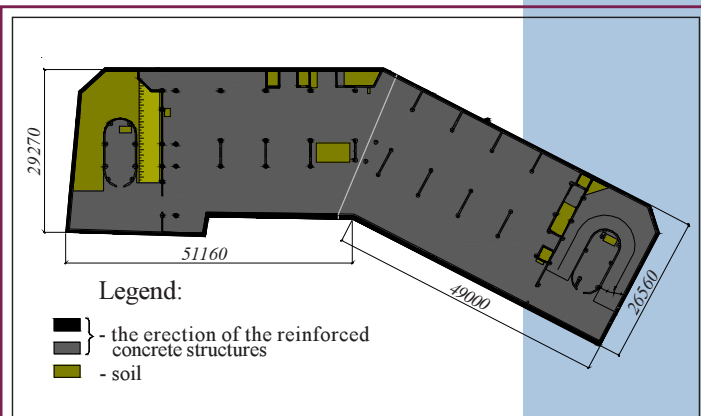 29270
51160
49000
26560
Legend:
- the erection of the reinforced
concrete structures
- soil